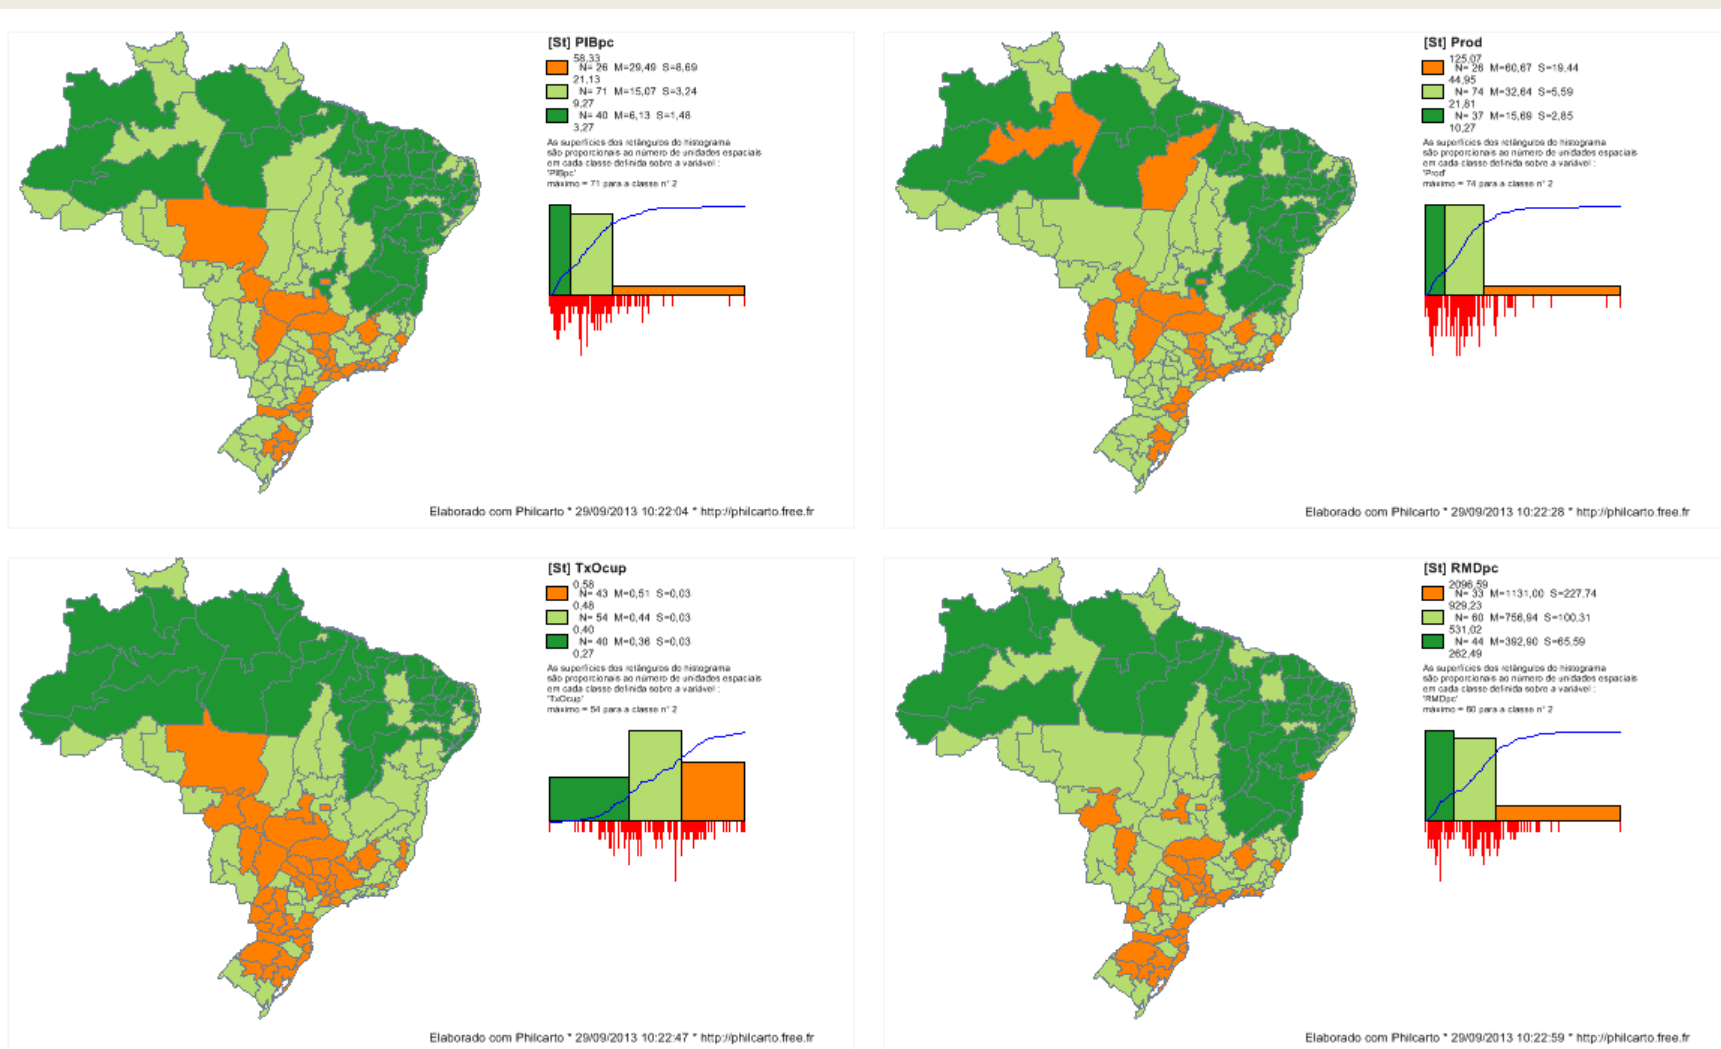 [St] PIBpc
58,33
N= 26 M=29,49 S=8,69
21,13
N= 71 M=15,07 S=3,24
9,27
N= 40 M=6,13 S=1,48
3,27
As superfícies dos retângulos do histograma
são proporcionais ao número de unidades espaciais
em cada classe definida sobre a variável :
'PIBpc'
máximo = 71 para a classe n° 2
Elaborado com Philcarto * 29/09/2013 10:22:04 * http://philcarto.free.fr
[St] Prod
125,07
N= 26 M=60,67 S=19,44
44,95
N= 74 M=32,64 S=5,59
21,81
N= 37 M=15,69 S=2,85
10,27
As superfícies dos retângulos do histograma
são proporcionais ao número de unidades espaciais
em cada classe definida sobre a variável :
'Prod'
máximo = 74 para a classe n° 2
Elaborado com Philcarto * 29/09/2013 10:22:28 * http://philcarto.free.fr
[St] TxOcup
0,58
N= 43 M=0,51 S=0,03
0,48
N= 54 M=0,44 S=0,03
0,40
N= 40 M=0,36 S=0,03
0,27
As superfícies dos retângulos do histograma
são proporcionais ao número de unidades espaciais
em cada classe definida sobre a variável :
'TxOcup'
máximo = 54 para a classe n° 2
Elaborado com Philcarto * 29/09/2013 10:22:47 * http://philcarto.free.fr
[St] RMDpc
2096,59
N= 33 M=1131,00 S=227,74
929,23
N= 60 M=756,94 S=100,31
531,02
N= 44 M=392,90 S=65,59
262,49
As superfícies dos retângulos do histograma
são proporcionais ao número de unidades espaciais
em cada classe definida sobre a variável :
'RMDpc'
máximo = 60 para a classe n° 2
Elaborado com Philcarto * 29/09/2013 10:22:59 * http://philcarto.free.fr